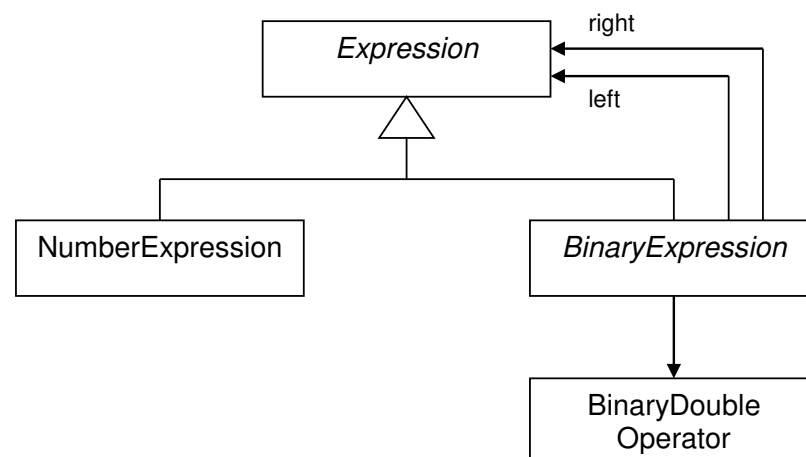 right
Expression
left
NumberExpression
BinaryExpression
BinaryDouble
Operator